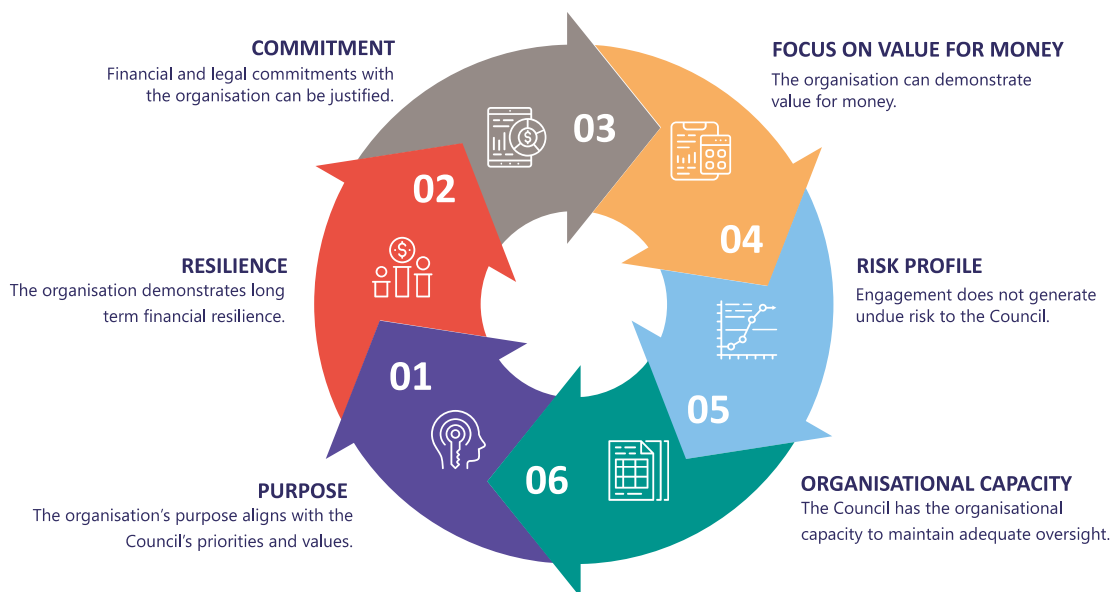 COMMITMENT
Financial and legal commitments with
the organisation can be justified.
03
FOCUS ON VALUE FOR MONEY
The organisation can demonstrate
value for money.
02
04
RESILIENCE
The organisation demonstrates long
term financial resilience.
RISK PROFILE
Engagement does not generate
undue risk to the Council.
01
05
PURPOSE
The organisation’s purpose aligns with the
Council’s priorities and values.
06
ORGANISATIONAL CAPACITY
The Council has the organisational
capacity to maintain adequate oversight.